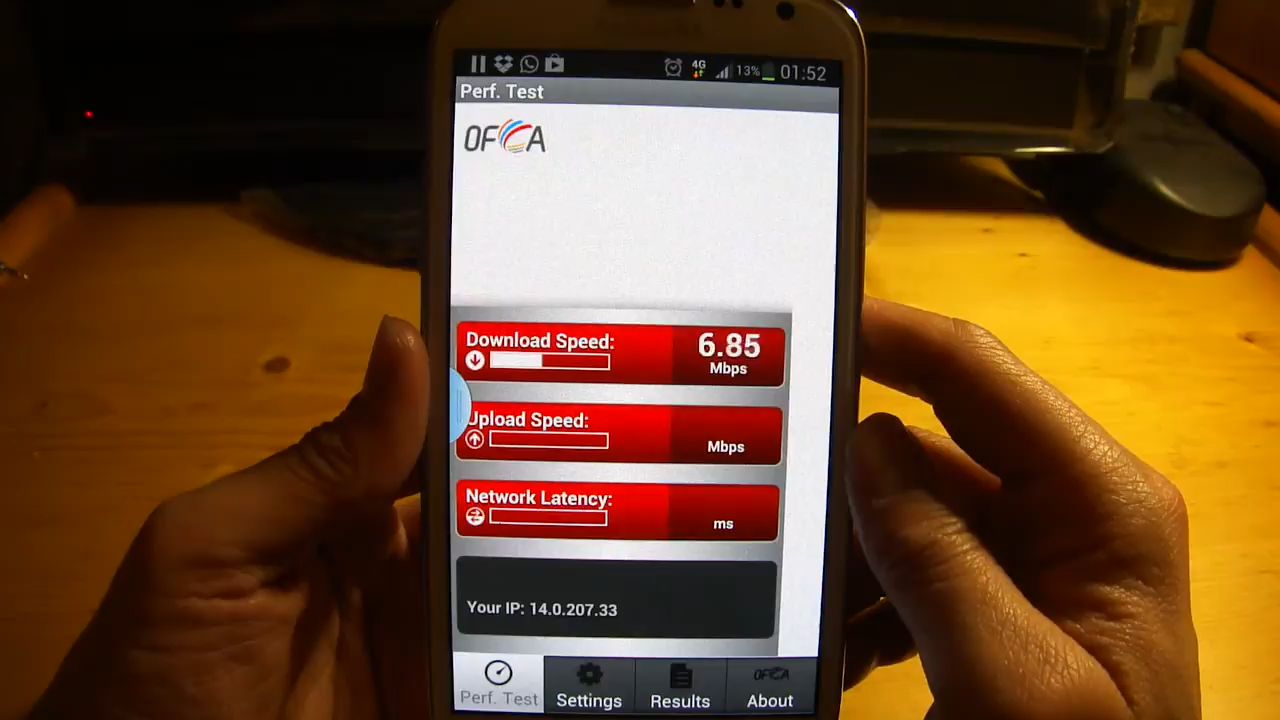 4G 13% 01:52
Perf. Test
OFCA
Download Speed:
6.85
Mbps
Upload Speed:
Mbps
Network Latency:
ms
Your IP: 14.0.207.33
Perf. Test
Settings
Results
OFCA
About